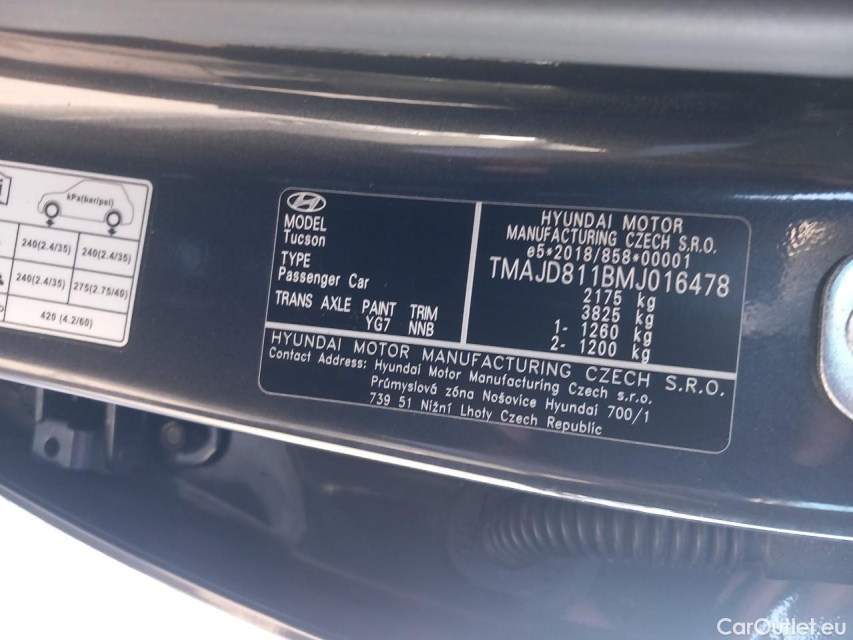 kPa(bar/psi)
240(2.4/35) 240(2.4/35)
240(2.4/35) 275(2.75/40)
420 (4.2/60)
MODEL
Tucson
TYPE
Passenger Car
TRANS AXLE PAINT TRIM
YG7 NNB
HYUNDAI MOTOR
MANUFACTURING CZECH S.R.O.
e5*2018/858*00001
TMAJD811BMJ016478
2175 kg
3825 kg
1- 1260 kg
2- 1200 kg
HYUNDAI MOTOR MANUFACTURING CZECH S.R.O.
Contact Address: Hyundai Motor Manufacturing Czech s.r.o.
Průmyslová zóna Nošovice Hyundai 700/1
739 51 Nižní Lhoty Czech Republic
CarOutlet.eu